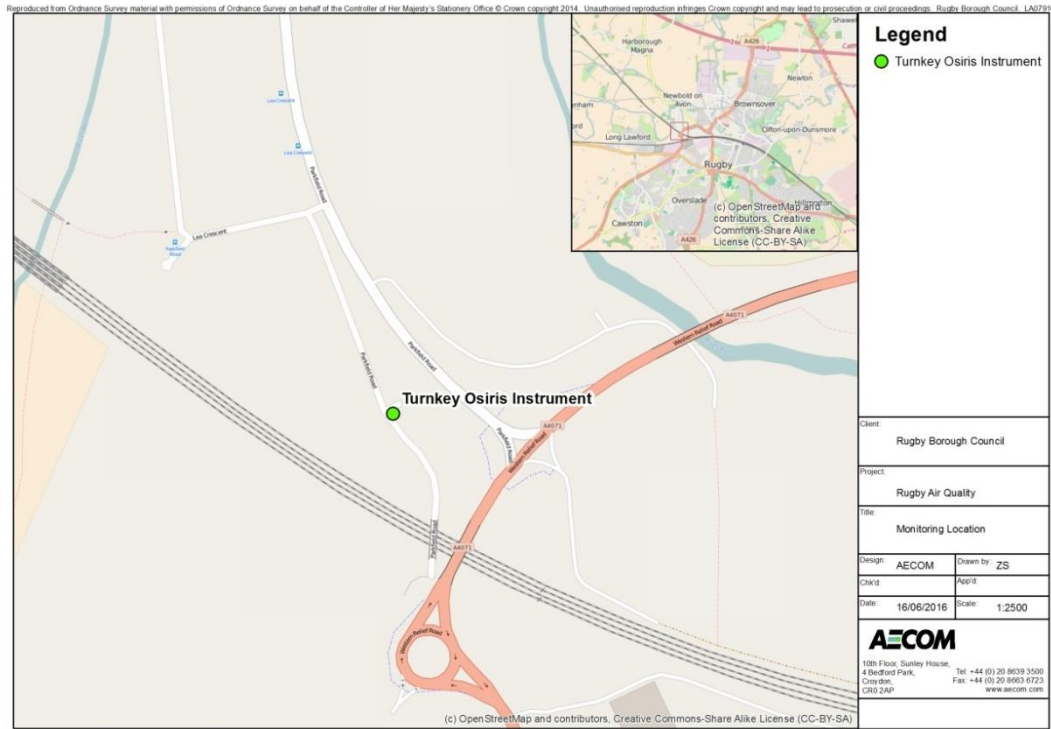 Reproduced from Ordnance Survey material with permissions of Ordnance Survey on behalf of the Controller of Her Majesty's Stationery Office © Crown copyright 2014. Unauthorised reproduction infringes Crown copyright and may lead to prosecution or civil proceedings. Rugby Borough Council. LA0791
Lea Crescent
Lea Crescent
Parkfield Road
Lea Crescent
Parkfield Road
Parkfield Road
Parkfield Road
Turnkey Osiris Instrument
Parkfield Road
A4071
Western Relief Road
A4071
Western Relief Road
Parkfield Road
A4071
Western Relief Road
(c) OpenStreetMap and contributors, Creative Commons-Share Alike License (CC-BY-SA)
A426
Shawel
Harborough
Magna
Newton
Newbold on
Avon
Brownsover
Clifton-upon-Dunsmore
Long Lawford
Rugby
Overslade
Hillmorton
Cawston
A426
(c) OpenStreetMap and
contributors, Creative
Commons-Share Alike
License (CC-BY-SA)
Legend
Turnkey Osiris Instrument
Client:
Rugby Borough Council
Project:
Rugby Air Quality
Title:
Monitoring Location
Design: AECOM Drawn by: ZS
Chk'd: App'd:
Date: 16/06/2016 Scale: 1:2500
AECOM
10th Floor, Sunley House,
4 Bedford Park, Tel: +44 (0) 20 8639 3500
Croydon, Fax: +44 (0) 20 8663 6723
CR0 2AP www.aecom.com